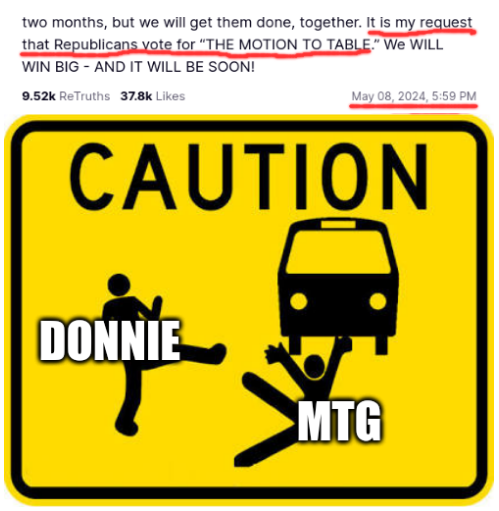 two months, but we will get them done, together. It is my request
that Republicans vote for “THE MOTION TO TABLE.” We WILL
WIN BIG - AND IT WILL BE SOON!
9.52k ReTruths 37.8k Likes May 08, 2024, 5:59 PM
CAUTION
DONNIE
MTG